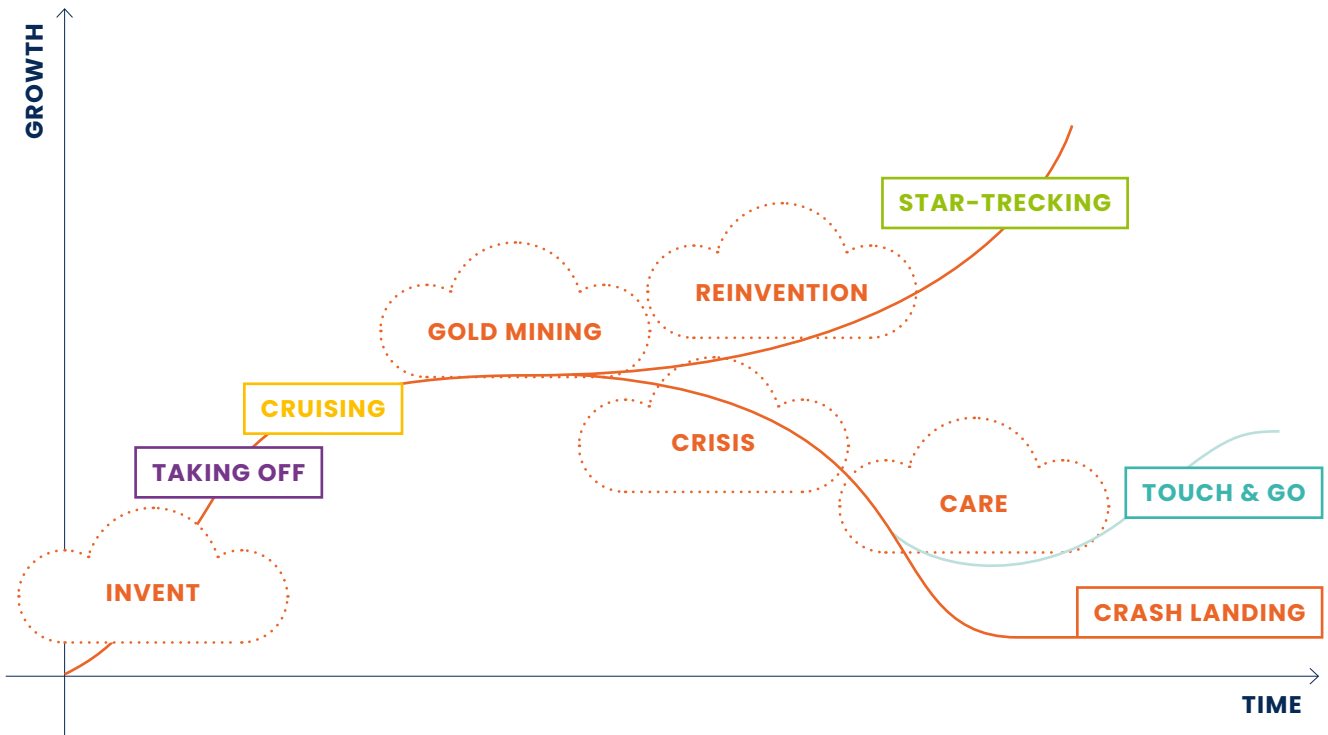 GROWTH
STAR-TRECKING
REINVENTION
GOLD MINING
CRUISING
CRISIS
TAKING OFF
CARE
TOUCH & GO
INVENT
CRASH LANDING
TIME